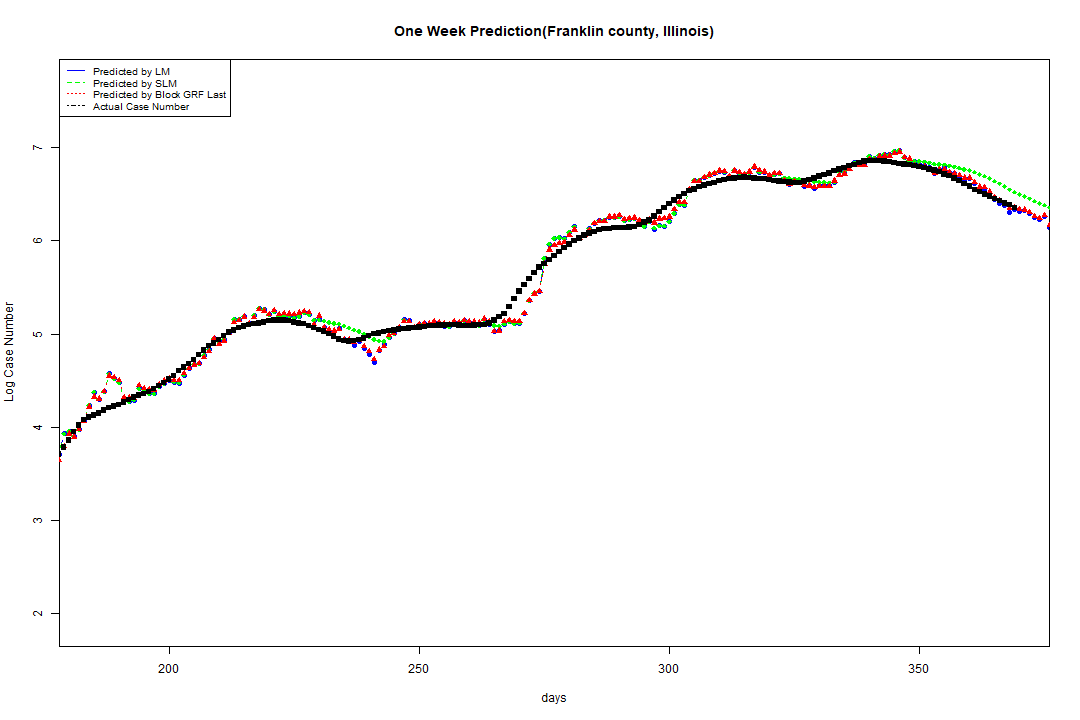 One Week Prediction(Franklin county, Illinois)
Predicted by LM
Predicted by SLM
Predicted by Block GRF Last
Actual Case Number
Log Case Number
7
6
5
4
3
2
200
250
300
350
days